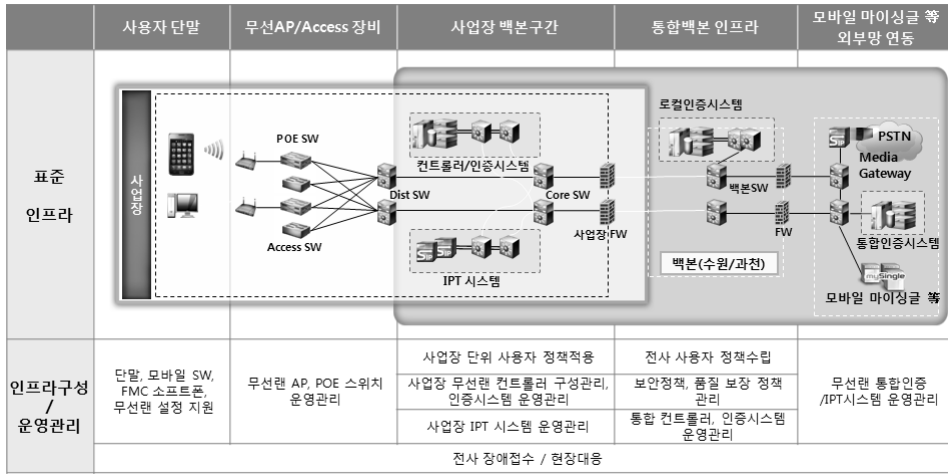 사용자 단말
무선AP/Access 장비
사업장 백본구간
통합백본 인프라
모바일 마이싱글 等
외부망 연동
표준
인프라
사업장
POE SW
Access SW
Dist SW
컨트롤러/인증시스템
Core SW
IPT 시스템
사업장 FW
로컬인증시스템
백본SW
FW
백본(수원/과천)
PSTN
Media
Gateway
통합인증시스템
mySingle
모바일 마이싱글 等
인프라구성
/
운영관리
단말, 모바일 SW,
FMC 소프트폰,
무선랜 설정 지원
무선랜 AP, POE 스위치
운영관리
사업장 단위 사용자 정책적용
사업장 무선랜 컨트롤러 구성관리,
인증시스템 운영관리
사업장 IPT 시스템 운영관리
전사 사용자 정책수립
보안정책, 품질 보장 정책
관리
통합 컨트롤러, 인증시스템
운영관리
무선랜 통합인증
/IPT시스템 운영관리
전사 장애접수 / 현장대응